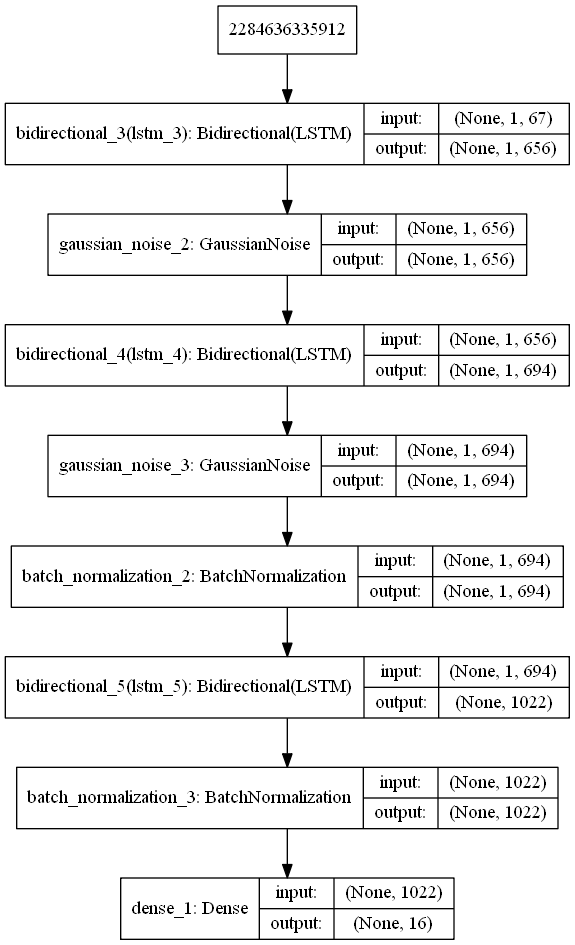 2284636335912
bidirectional_3(lstm_3): Bidirectional(LSTM)
input: (None, 1, 67)
output: (None, 1, 656)
gaussian_noise_2: GaussianNoise
input: (None, 1, 656)
output: (None, 1, 656)
bidirectional_4(lstm_4): Bidirectional(LSTM)
input: (None, 1, 656)
output: (None, 1, 694)
gaussian_noise_3: GaussianNoise
input: (None, 1, 694)
output: (None, 1, 694)
batch_normalization_2: BatchNormalization
input: (None, 1, 694)
output: (None, 1, 694)
bidirectional_5(lstm_5): Bidirectional(LSTM)
input: (None, 1, 694)
output: (None, 1022)
batch_normalization_3: BatchNormalization
input: (None, 1022)
output: (None, 1022)
dense_1: Dense
input: (None, 1022)
output: (None, 16)